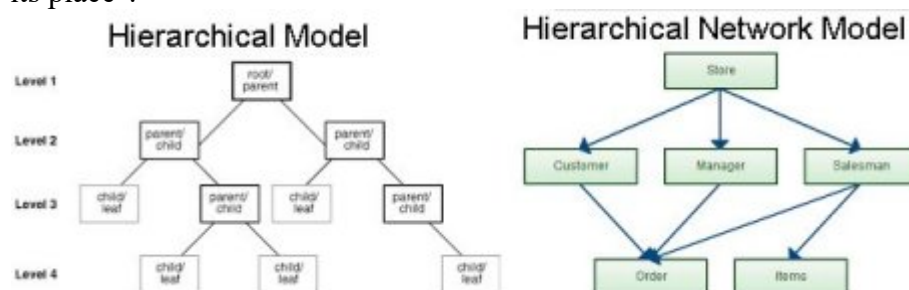 its place".
Hierarchical Model
Level 1
root/
parent
Level 2
parent/
child
parent/
child
Level 3
child/
leaf
parent/
child
child/
leaf
parent/
child
Level 4
child/
leaf
child/
leaf
child/
leaf
Hierarchical Network Model
Store
Customer
Manager
Salesman
Order
Items